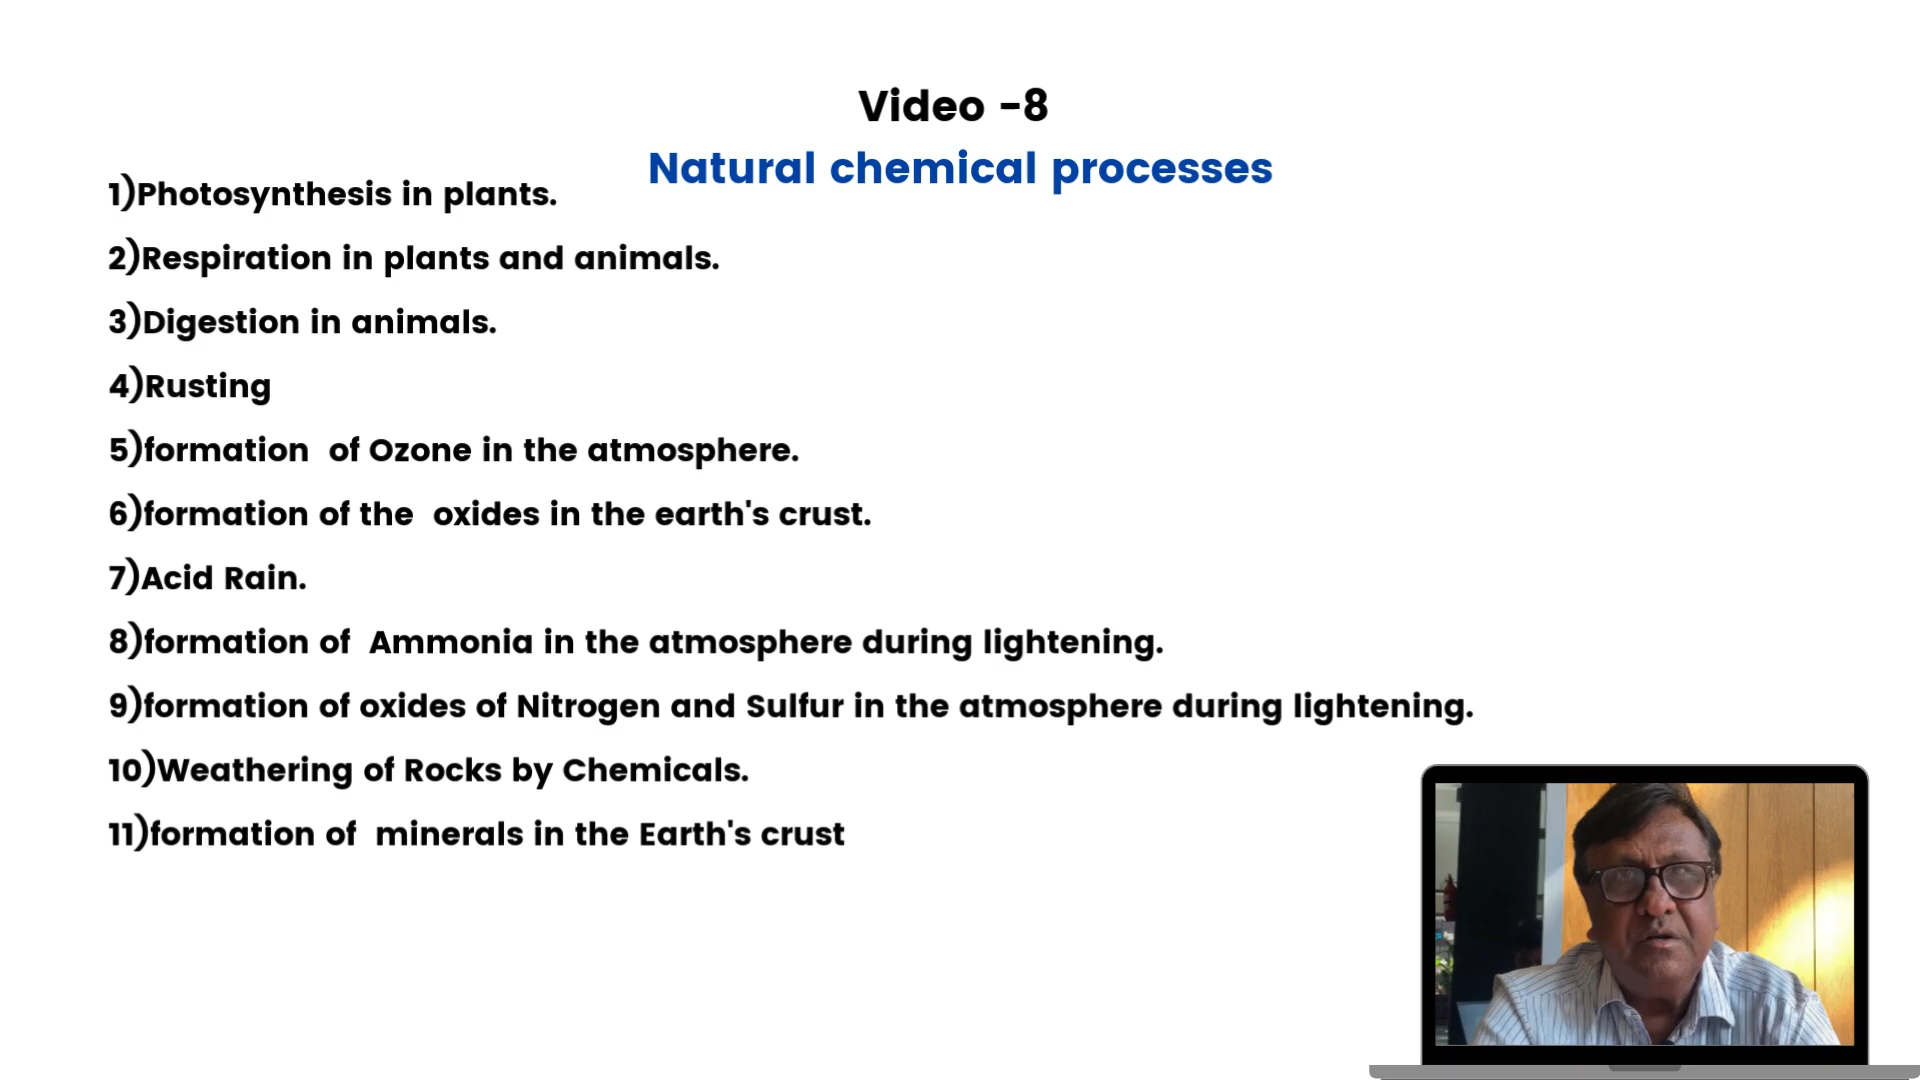 Video -8
Natural chemical processes
1)Photosynthesis in plants.
2)Respiration in plants and animals.
3)Digestion in animals.
4)Rusting
5)formation  of Ozone in the atmosphere.
6)formation of the  oxides in the earth's crust.
7)Acid Rain.
8)formation of  Ammonia in the atmosphere during lightening.
9)formation of oxides of Nitrogen and Sulfur in the atmosphere during lightening.
10)Weathering of Rocks by Chemicals.
11)formation of  minerals in the Earth's crust